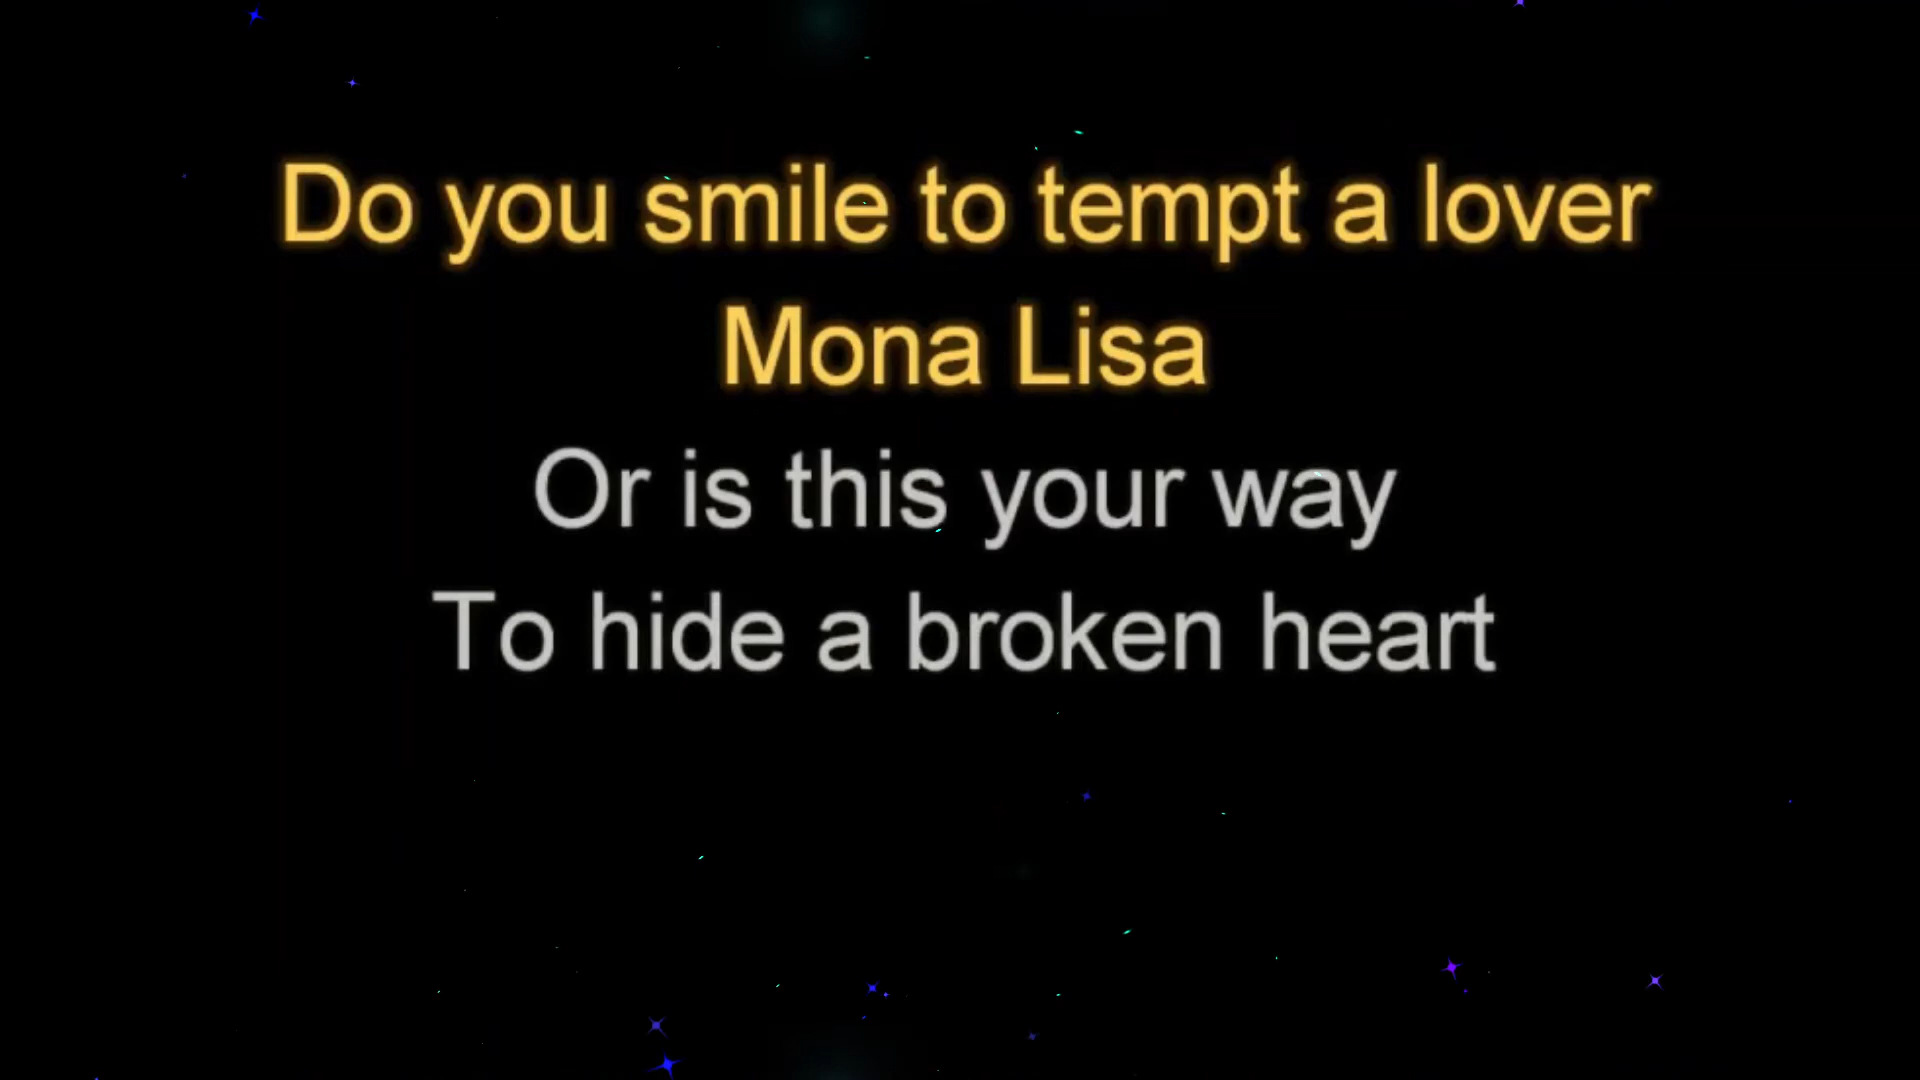 Do you smile to tempt a lover
Mona Lisa
Or is this your way
To hide a broken heart